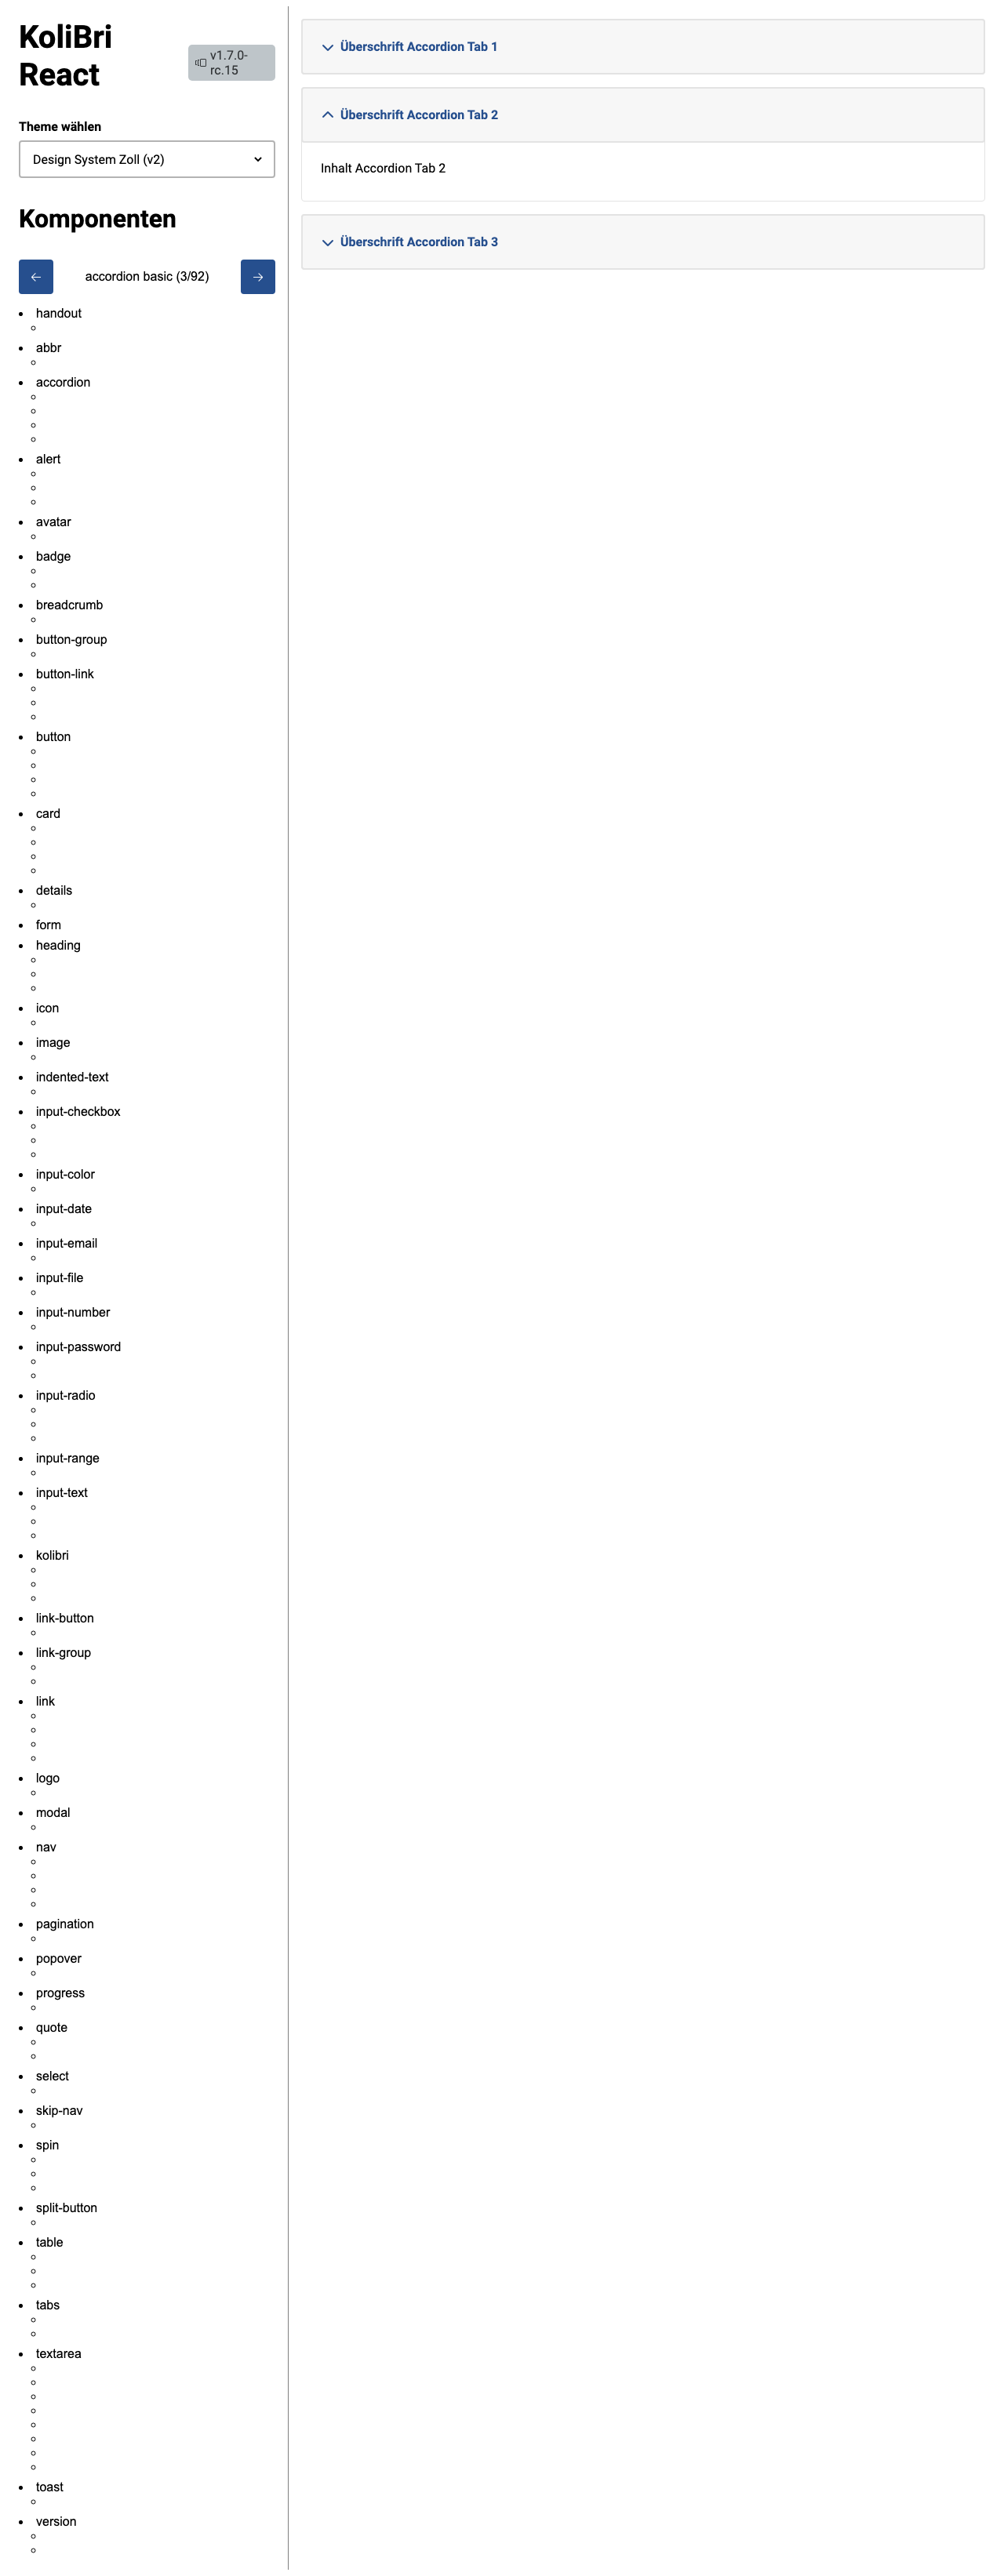 KoliBri
React
v1.7.0-
rc.15
Theme wählen
Design System Zoll (v2)
Komponenten
accordion basic (3/92)
handout
abbr
accordion
alert
avatar
badge
breadcrumb
button-group
button-link
button
card
details
form
heading
icon
image
indented-text
input-checkbox
input-color
input-date
input-email
input-file
input-number
input-password
input-radio
input-range
input-text
kolibri
link-button
link-group
link
logo
modal
nav
pagination
popover
progress
quote
select
skip-nav
spin
split-button
table
tabs
textarea
toast
version
Überschrift Accordion Tab 1
Überschrift Accordion Tab 2
Inhalt Accordion Tab 2
Überschrift Accordion Tab 3